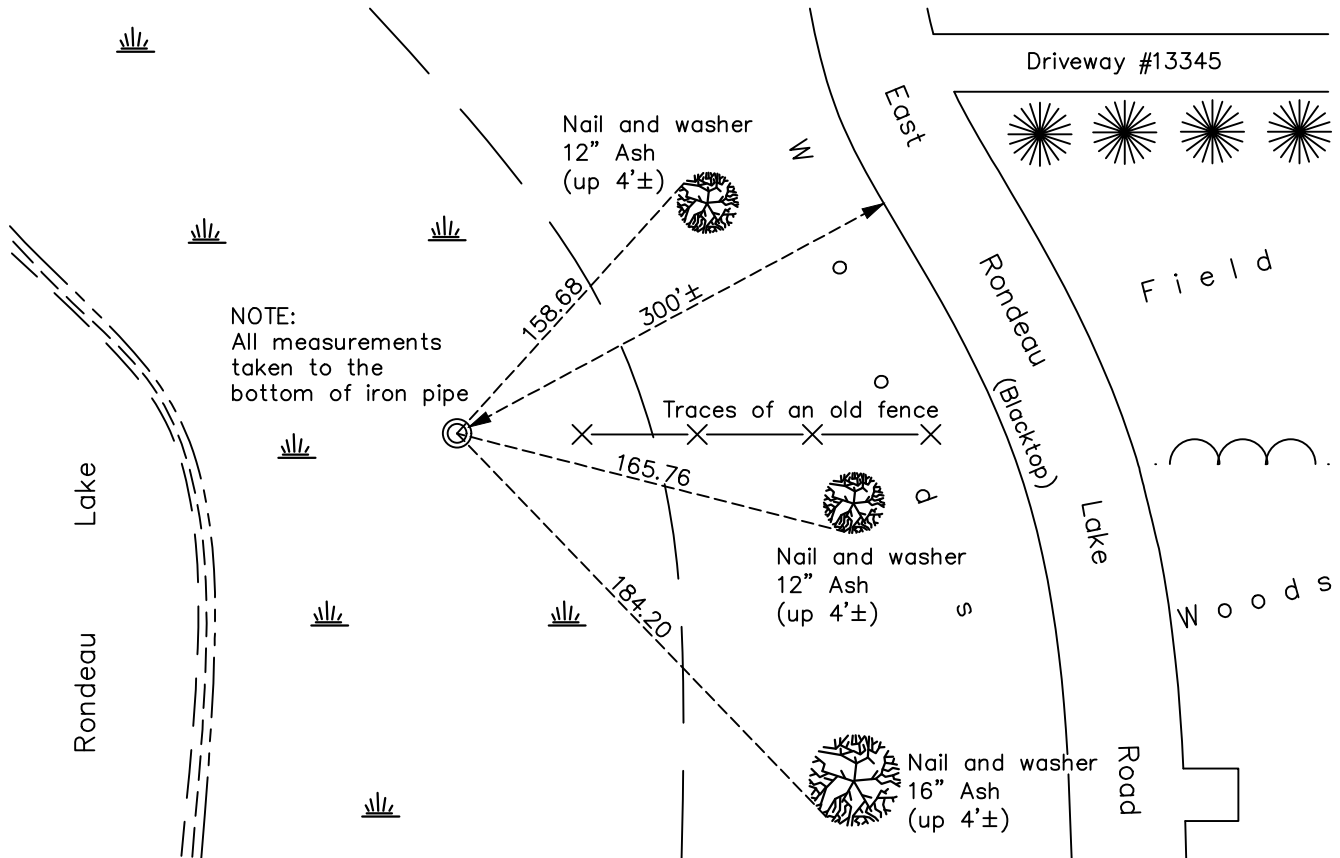 Driveway #13345
East
Rondeau
(Blacktop)
Lake
Road
Nail and washer
12” Ash
(up 4’±)
W
o
o
d
s
158.68
300’±
Field
NOTE:
All measurements
taken to the
bottom of iron pipe
Traces of an old fence
165.76
Nail and washer
12” Ash
(up 4’±)
184.20
Woods
Nail and washer
16” Ash
(up 4’±)
Rondeau Lake